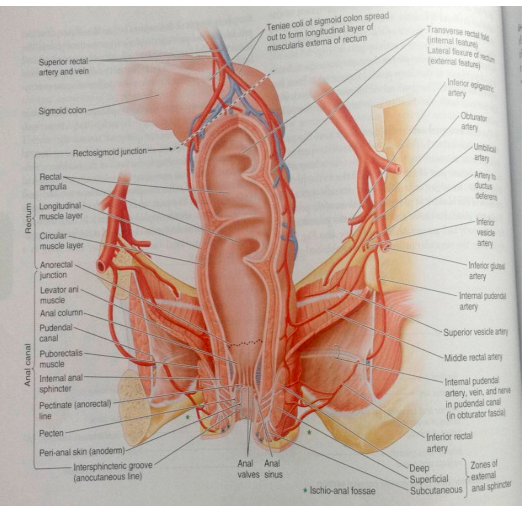 Teniae coli of sigmoid colon spread
out to form longitudinal layer of
muscularis externa of rectum
Transverse rectal fold
(internal feature)
Lateral flexure of rectum
(external feature)
Superior rectal
artery and vein
Sigmoid colon
Rectosigmoid junction
Rectal
ampulla
Longitudinal
muscle layer
Circular
muscle layer
Anorectal
junction
Levator ani
muscle
Anal column
Pudendal
canal
Puborectalis
muscle
Internal anal
sphincter
Pectinate (anorectal)
line
Pecten
Peri-anal skin (anoderm)
Intersphincteric groove
(anocutaneous line)
Rectum
Anal canal
Inferior epigastric
artery
Obturator
artery
Umbilical
artery
Artery to
ductus
deferens
Inferior
vesicle
artery
Inferior gluteal
artery
Internal pudendal
artery
Superior vesicle artery
Middle rectal artery
Internal pudendal
artery, vein, and nerve
in pudendal canal
(in obturator fascia)
Inferior rectal
artery
Anal
valves
Anal
sinus
Deep
Superficial
Subcutaneous
Zones of
external
anal sphincter
* Ischio-anal fossae